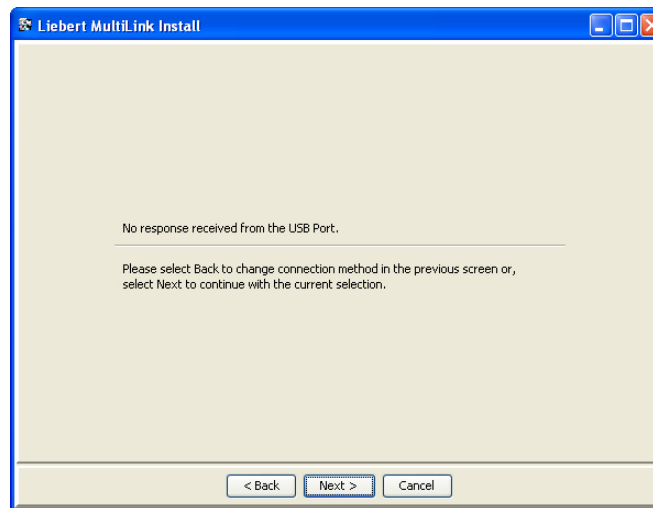 Liebert MultiLink Install
No response received from the USB Port.
Please select Back to change connection method in the previous screen or,
select Next to continue with the current selection.
< Back Next > Cancel